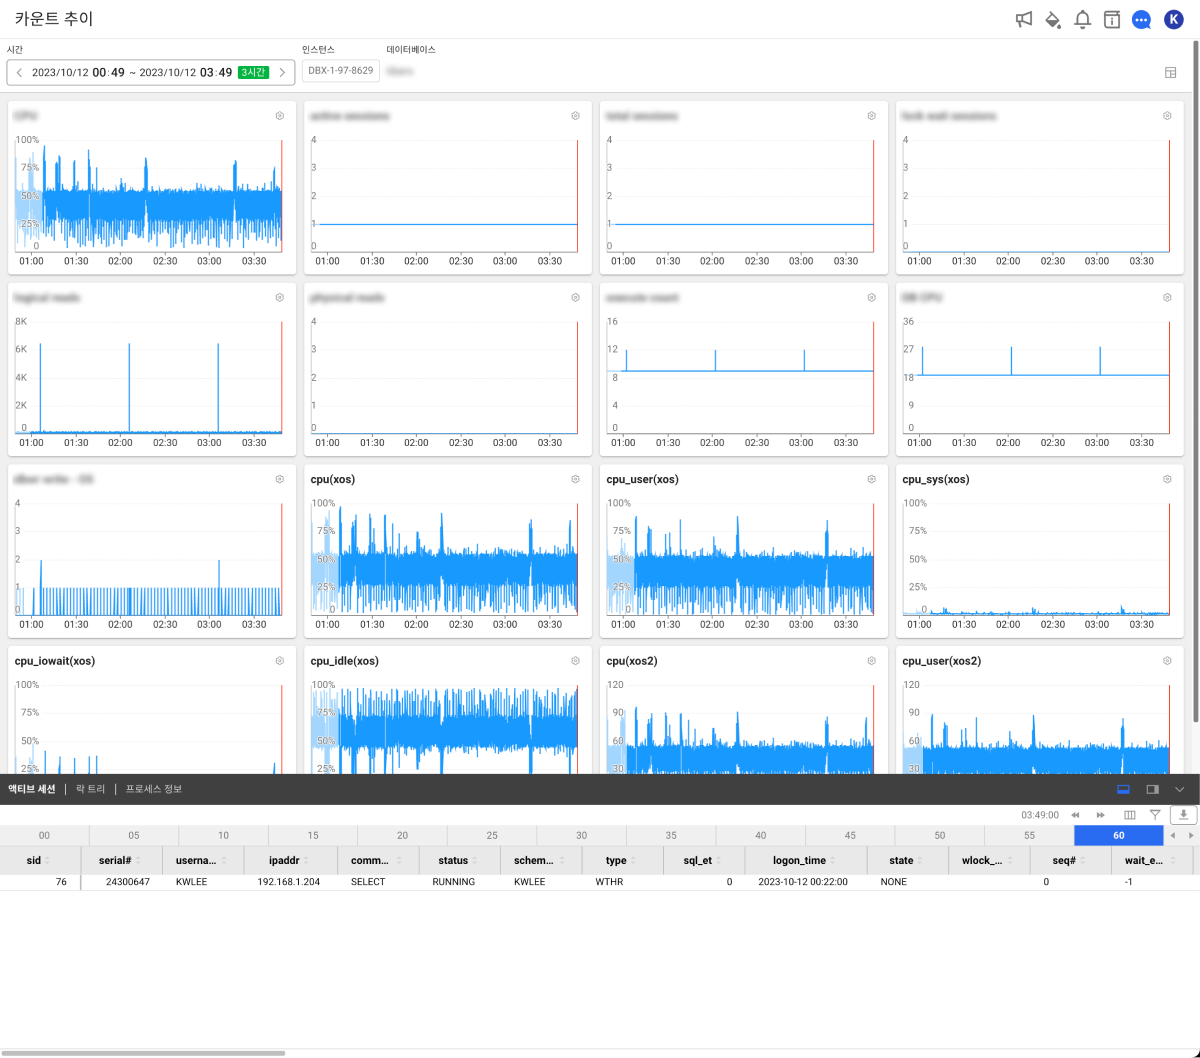 카운트 추이
K
시간
인스턴스
데이터베이스
2023/10/12 00:49 ~ 2023/10/12 03:49 3시간
DBX-1-97-8629
100%
75%
50%
25%
0
01:00 01:30 02:00 02:30 03:00 03:30
4
3
2
1
0
01:00 01:30 02:00 02:30 03:00 03:30
4
3
2
1
0
01:00 01:30 02:00 02:30 03:00 03:30
4
3
2
1
0
01:00 01:30 02:00 02:30 03:00 03:30
8K
6K
4K
2K
0
01:00 01:30 02:00 02:30 03:00 03:30
4
3
2
1
0
01:00 01:30 02:00 02:30 03:00 03:30
16
12
8
4
0
01:00 01:30 02:00 02:30 03:00 03:30
36
27
18
9
0
01:00 01:30 02:00 02:30 03:00 03:30
4
3
2
1
0
01:00 01:30 02:00 02:30 03:00 03:30
cpu(xos)
100%
75%
50%
25%
0
01:00 01:30 02:00 02:30 03:00 03:30
cpu_user(xos)
100%
75%
50%
25%
0
01:00 01:30 02:00 02:30 03:00 03:30
cpu_sys(xos)
100%
75%
50%
25%
0
01:00 01:30 02:00 02:30 03:00 03:30
cpu_iowait(xos)
100%
75%
50%
25%
cpu_idle(xos)
100%
75%
50%
25%
cpu(xos2)
120
90
60
30
cpu_user(xos2)
120
90
60
30
액티브 세션 | 락 트리 | 프로세스 정보
03:49:00
00 05 10 15 20 25 30 35 40 45 50 55 60
sid serial# userna... ipaddr comm... status schem... type sql_et logon_time state wlock_... seq# wait_e...
76 24300647 KWLEE 192.168.1.204 SELECT RUNNING KWLEE WTHR 0 2023-10-12 00:22:00 NONE 0 -1